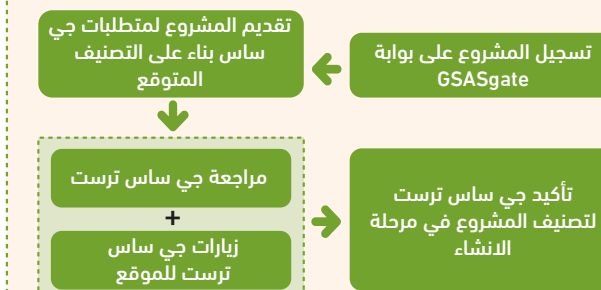 تسجيل المشروع على بوابة
GSASgate
تقديم المشروع لمتطلبات جي
ساس بناء على التصنيف
المتوقع
مراجعة جي ساس ترست
+
زيارات جي ساس
ترست للموقع
تأكيد جي ساس ترست
لتصنيف المشروع في مرحلة
الانشاء